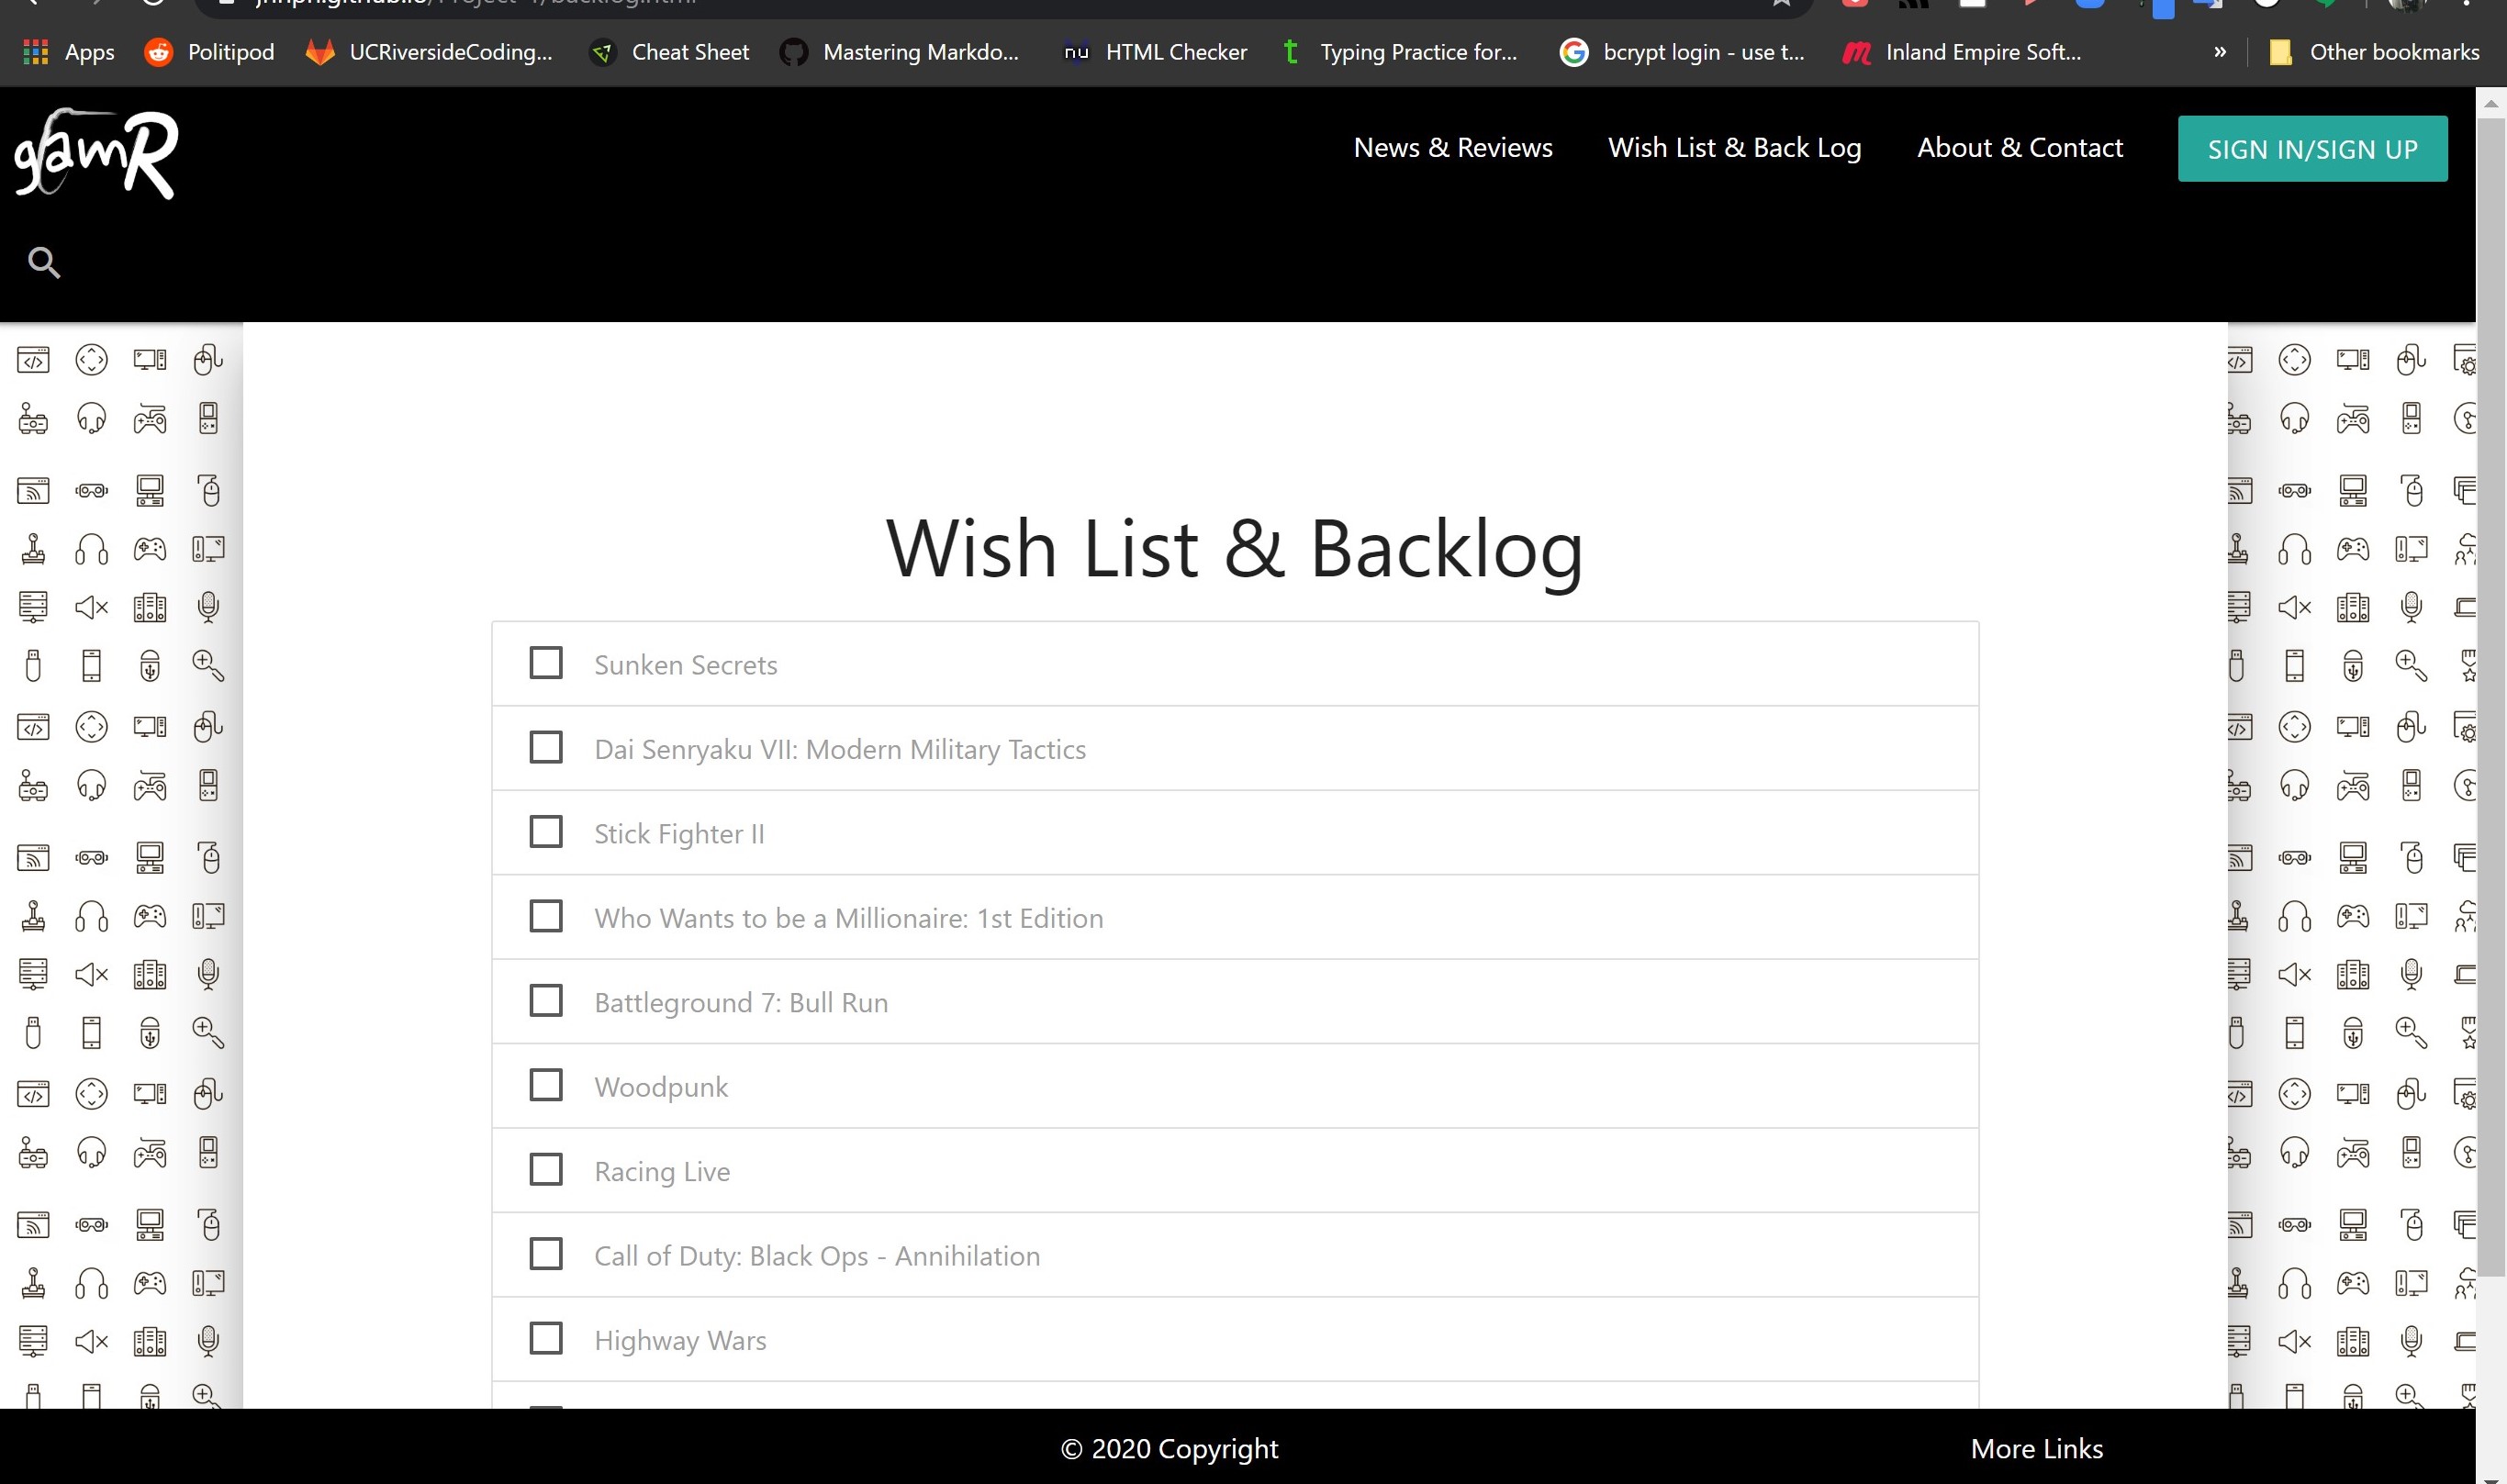 Apps Politipod UCRiversideCoding... Cheat Sheet Mastering Markdo... nu HTML Checker t Typing Practice for... bcrypt login - use t... Inland Empire Soft... » Other bookmarks
gamR News & Reviews Wish List & Back Log About & Contact SIGN IN/SIGN UP
Wish List & Backlog
Sunken Secrets
Dai Senryaku VII: Modern Military Tactics
Stick Fighter II
Who Wants to be a Millionaire: 1st Edition
Battleground 7: Bull Run
Woodpunk
Racing Live
Call of Duty: Black Ops - Annihilation
Highway Wars
© 2020 Copyright More Links